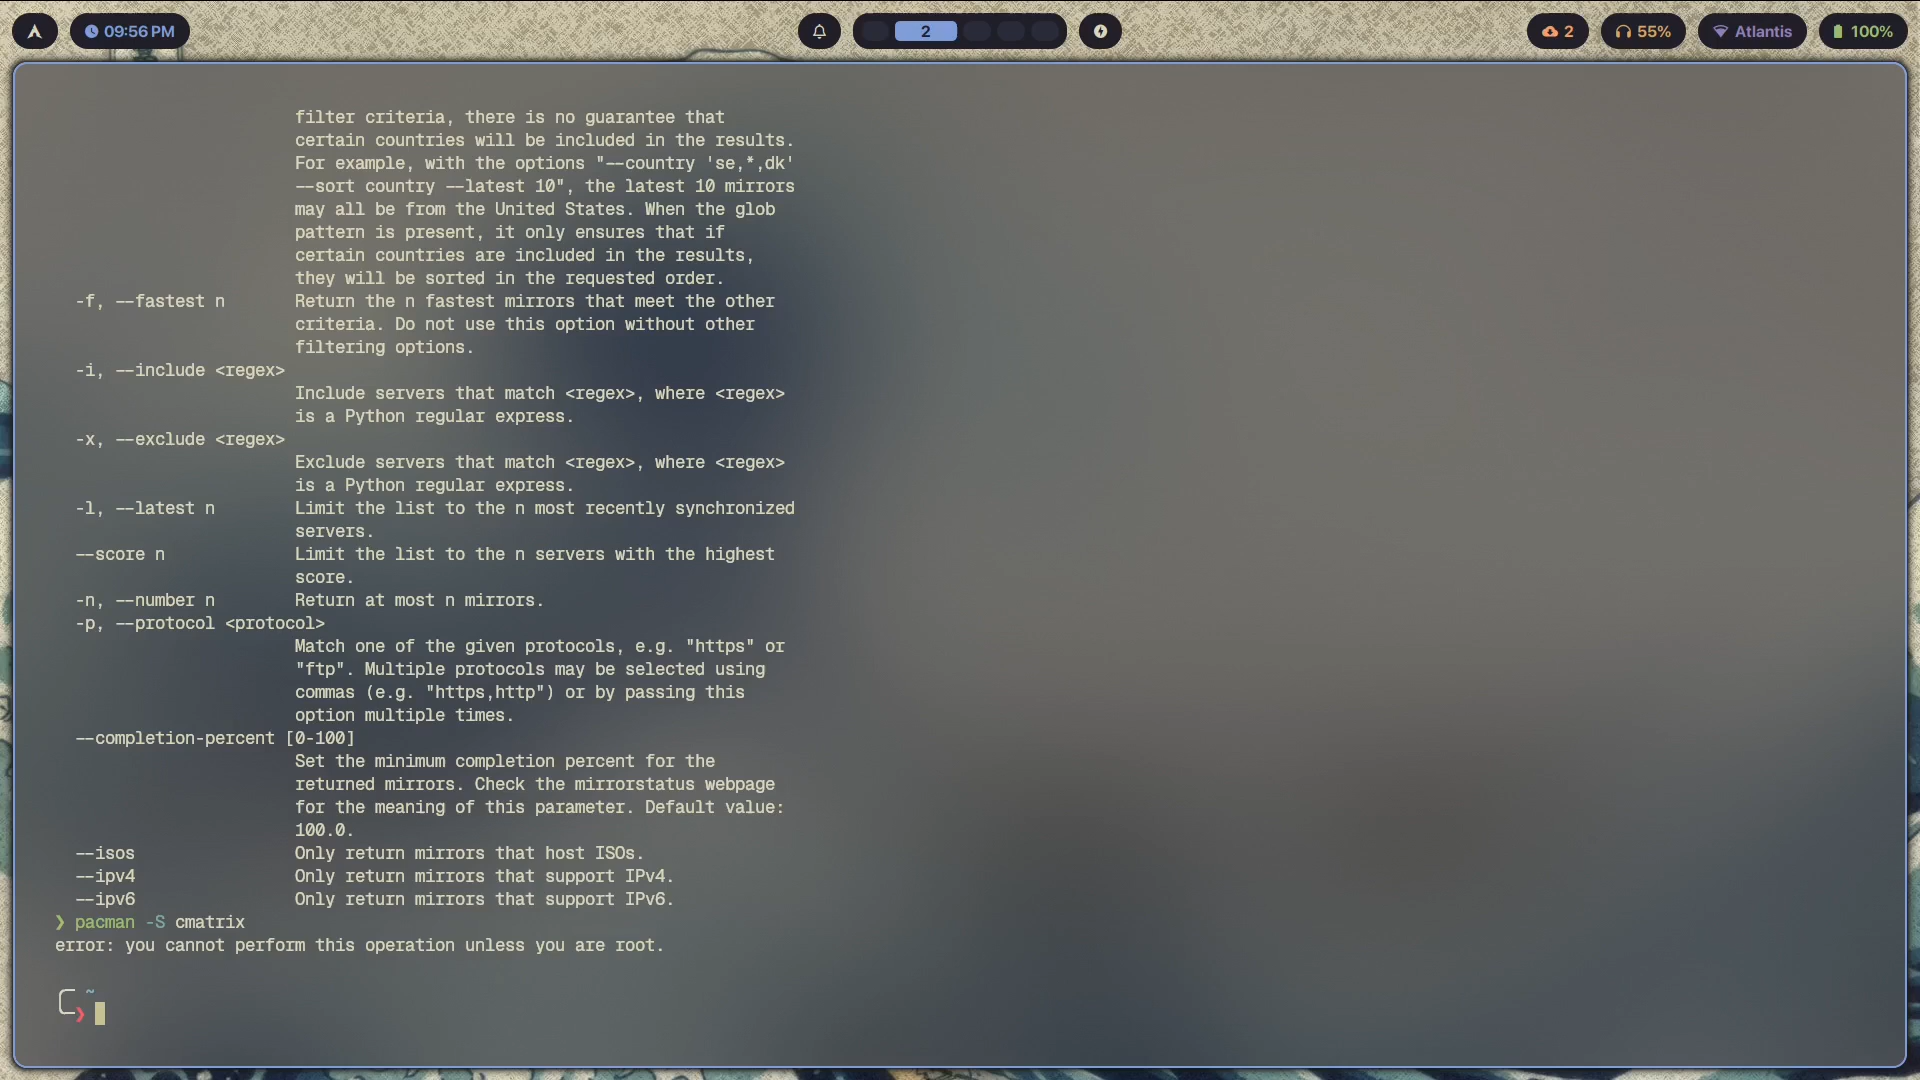 09:56 PM
2
2
55%
Atlantis
100%
filter criteria, there is no guarantee that
certain countries will be included in the results.
For example, with the options "--country 'se,*,dk'
--sort country --latest 10", the latest 10 mirrors
may all be from the United States. When the glob
pattern is present, it only ensures that if
certain countries are included in the results,
they will be sorted in the requested order.
-f, --fastest n Return the n fastest mirrors that meet the other
criteria. Do not use this option without other
filtering options.
-i, --include <regex>
Include servers that match <regex>, where <regex>
is a Python regular express.
-x, --exclude <regex>
Exclude servers that match <regex>, where <regex>
is a Python regular express.
-l, --latest n Limit the list to the n most recently synchronized
servers.
--score n Limit the list to the n servers with the highest
score.
-n, --number n Return at most n mirrors.
-p, --protocol <protocol>
Match one of the given protocols, e.g. "https" or
"ftp". Multiple protocols may be selected using
commas (e.g. "https,http") or by passing this
option multiple times.
--completion-percent [0-100]
Set the minimum completion percent for the
returned mirrors. Check the mirrorstatus webpage
for the meaning of this parameter. Default value:
100.0.
--isos Only return mirrors that host ISOs.
--ipv4 Only return mirrors that support IPv4.
--ipv6 Only return mirrors that support IPv6.
❯ pacman -S cmatrix
error: you cannot perform this operation unless you are root.
~
❯